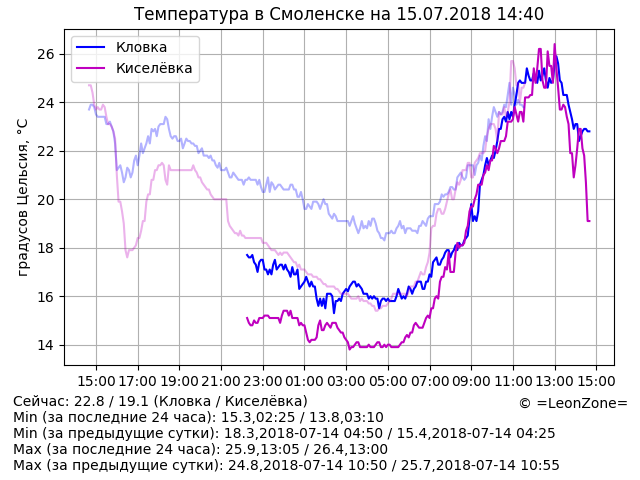 Температура в Смоленске на 15.07.2018 14:40
Кловка
Киселёвка
градусов Цельсия, °C
26
24
22
20
18
16
14
15:00 17:00 19:00 21:00 23:00 01:00 03:00 05:00 07:00 09:00 11:00 13:00 15:00
Сейчас: 22.8 / 19.1 (Кловка / Киселёвка)
© =LeonZone=
Min (за последние 24 часа): 15.3,02:25 / 13.8,03:10
Min (за предыдущие сутки): 18.3,2018-07-14 04:50 / 15.4,2018-07-14 04:25
Max (за последние 24 часа): 25.9,13:05 / 26.4,13:00
Max (за предыдущие сутки): 24.8,2018-07-14 10:50 / 25.7,2018-07-14 10:55